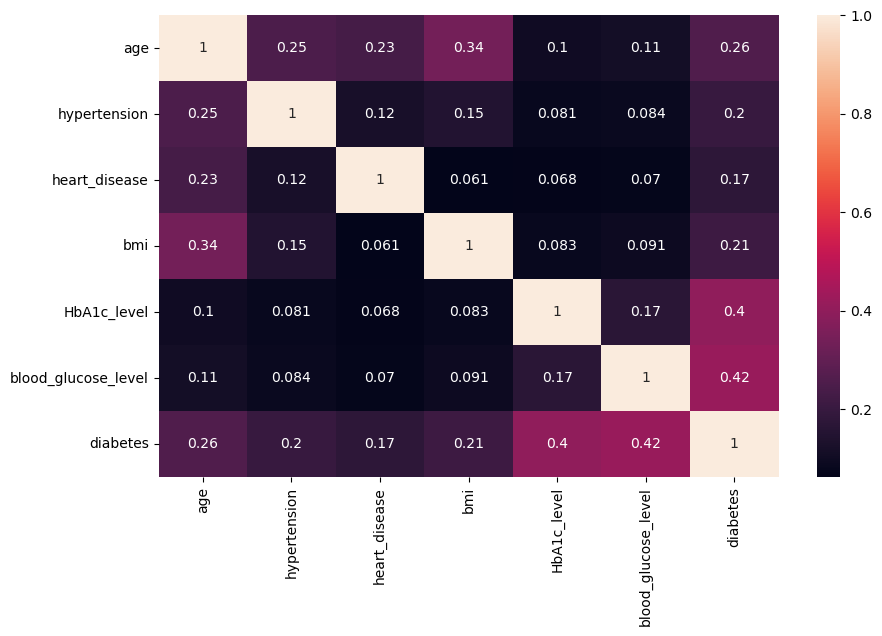 age 1 0.25 0.23 0.34 0.1 0.11 0.26
hypertension 0.25 1 0.12 0.15 0.081 0.084 0.2
heart_disease 0.23 0.12 1 0.061 0.068 0.07 0.17
bmi 0.34 0.15 0.061 1 0.083 0.091 0.21
HbA1c_level 0.1 0.081 0.068 0.083 1 0.17 0.4
blood_glucose_level 0.11 0.084 0.07 0.091 0.17 1 0.42
diabetes 0.26 0.2 0.17 0.21 0.4 0.42 1
age
hypertension
heart_disease
bmi
HbA1c_level
blood_glucose_level
diabetes
1.0
0.8
0.6
0.4
0.2